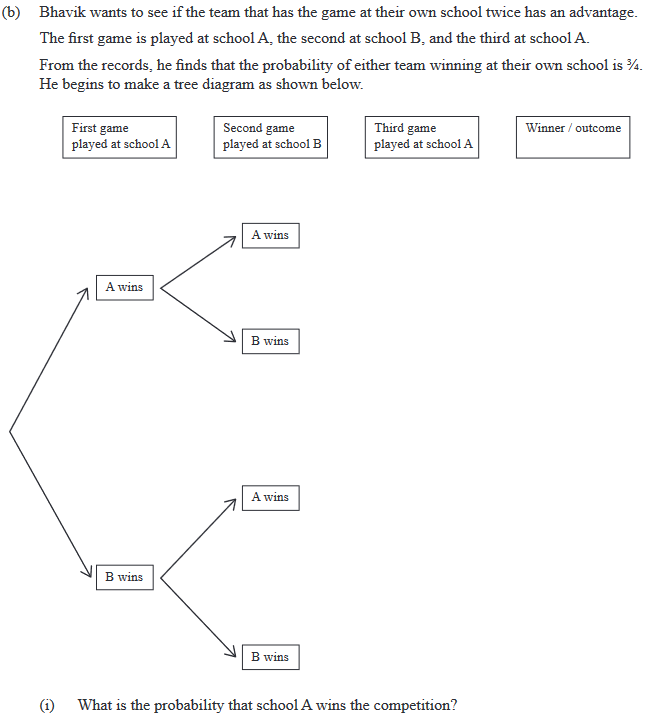 (b) Bhavik wants to see if the team that has the game at their own school twice has an advantage.
The first game is played at school A, the second at school B, and the third at school A.
From the records, he finds that the probability of either team winning at their own school is ¾.
He begins to make a tree diagram as shown below.
First game
played at school A
Second game
played at school B
Third game
played at school A
Winner / outcome
A wins
A wins
B wins
A wins
B wins
B wins
(i) What is the probability that school A wins the competition?